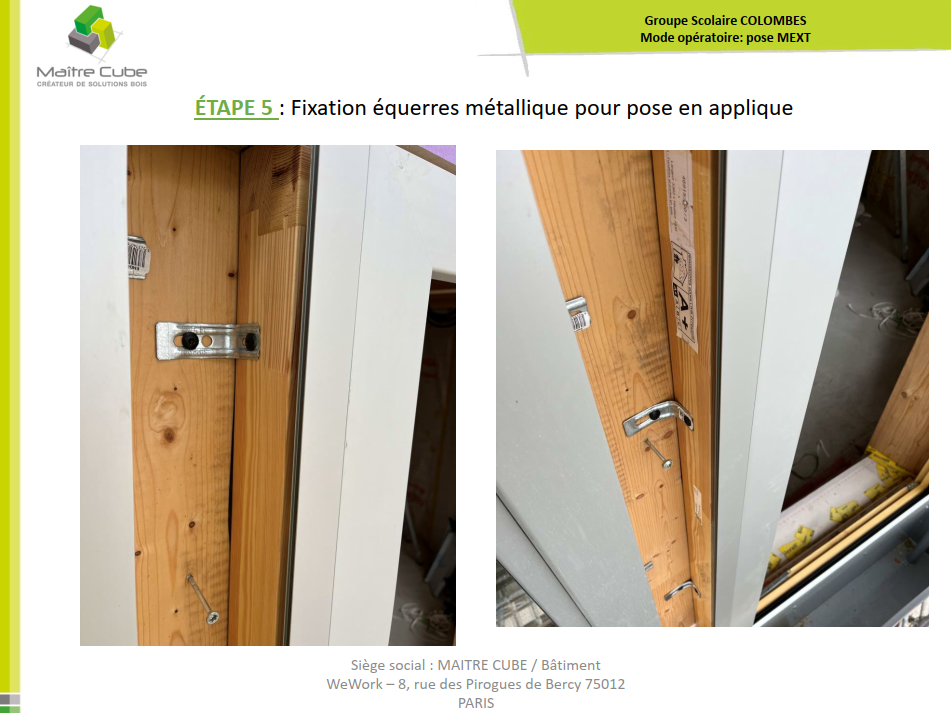 Maître Cube
CRÉATEUR DE SOLUTIONS BOIS
Groupe Scolaire COLOMBES
Mode opératoire: pose MEXT
ÉTAPE 5 : Fixation équerres métallique pour pose en applique
A+
Siège social : MAITRE CUBE / Bâtiment
WeWork – 8, rue des Pirogues de Bercy 75012
PARIS